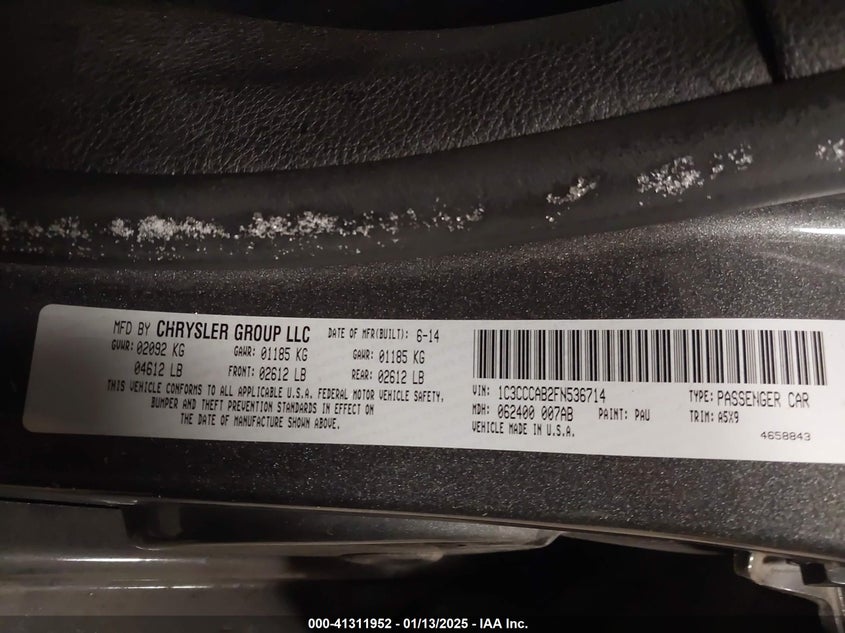 MFD BY CHRYSLER GROUP LLC DATE OF MFR(BUILT): 6-14
GVWR: 02092 KG GAWR: 01185 KG GAWR: 01185 KG
04612 LB FRONT: 02612 LB REAR: 02612 LB
THIS VEHICLE CONFORMS TO ALL APPLICABLE U.S.A. FEDERAL MOTOR VEHICLE SAFETY,
BUMPER AND THEFT PREVENTION STANDARDS IN EFFECT ON
THE DATE OF MANUFACTURE SHOWN ABOVE.
VIN: 1C3CCCAB2FN536714 TYPE: PASSENGER CAR
MDH: 062400 007AB PAINT: PAU TRIM: A5X9
VEHICLE MADE IN U.S.A.
4658843
000-41311952 - 01/13/2025 - IAA Inc.